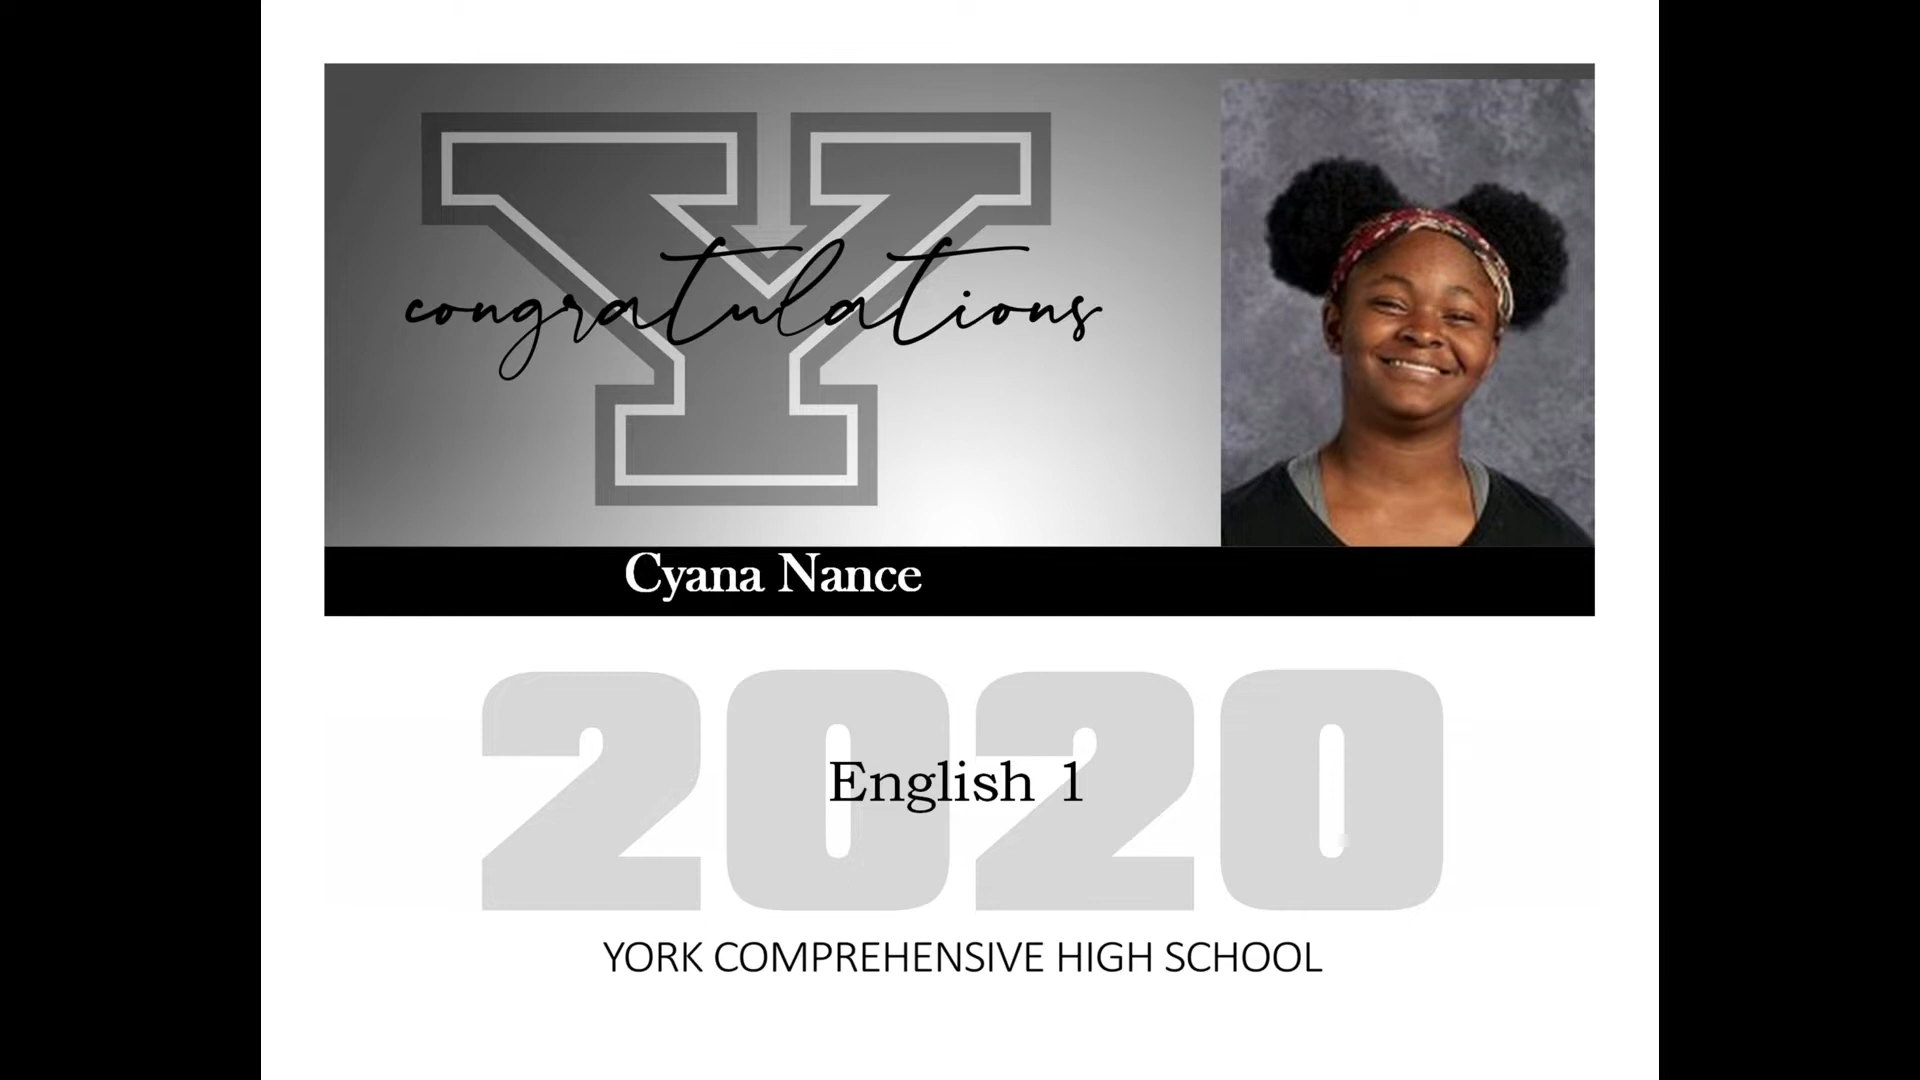 Y
congratulations
Cyana Nance
2020
English 1
YORK COMPREHENSIVE HIGH SCHOOL